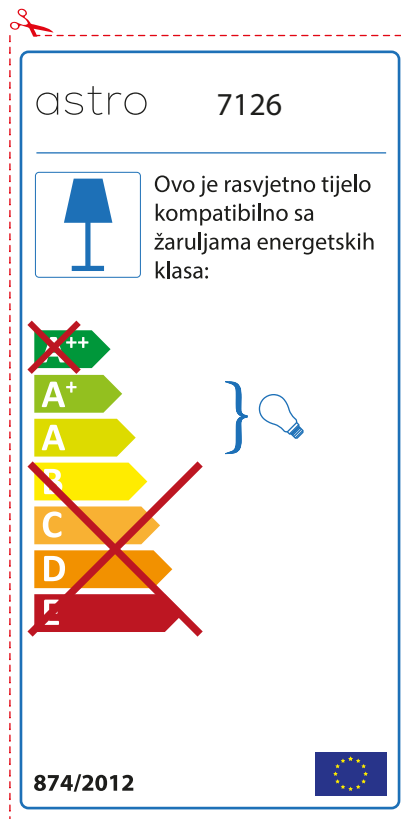 astro 7126
Ovo je rasvjetno tijelo
kompatibilno sa
žaruljama energetskih
klasa:
A++
A+
A
B
C
D
E
874/2012